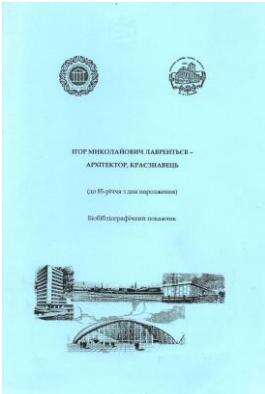 ІГОР МИКОЛАЙОВИЧ ЛАВРЕНТЬЄВ –
АРХІТЕКТОР, КРАЄЗНАВЕЦЬ
(до 85-річчя з дня народження)
Біобібліографічний покажчик